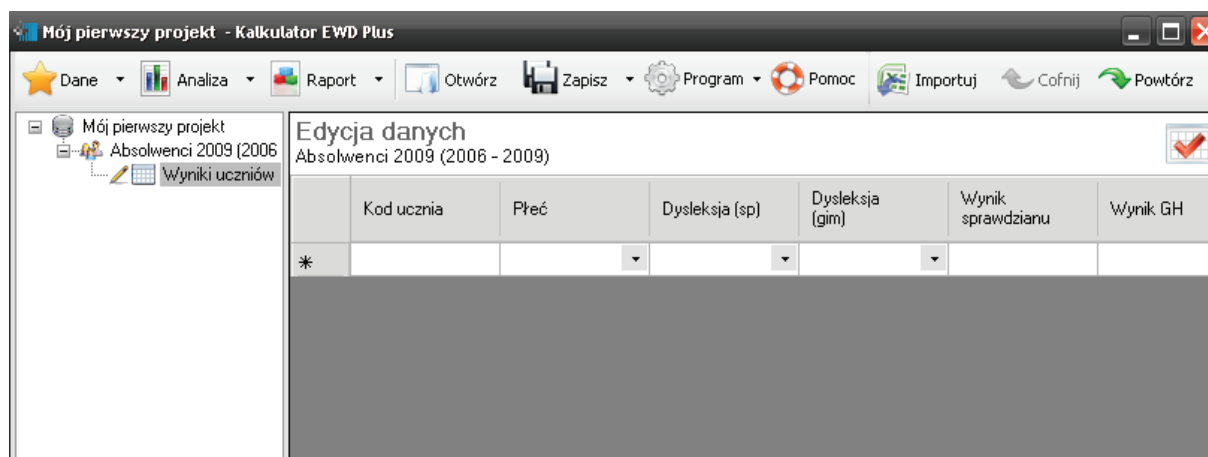 Mój pierwszy projekt - Kalkulator EWD Plus
Dane Analiza Raport Otwórz Zapisz Program Pomoc Importuj Cofnij Powtórz
Mój pierwszy projekt
Absolwenci 2009 (2006
Wyniki uczniów
Edycja danych
Absolwenci 2009 (2006 - 2009)
Kod ucznia Płeć Dysleksja (sp) Dysleksja (gim) Wynik sprawdzianu Wynik GH